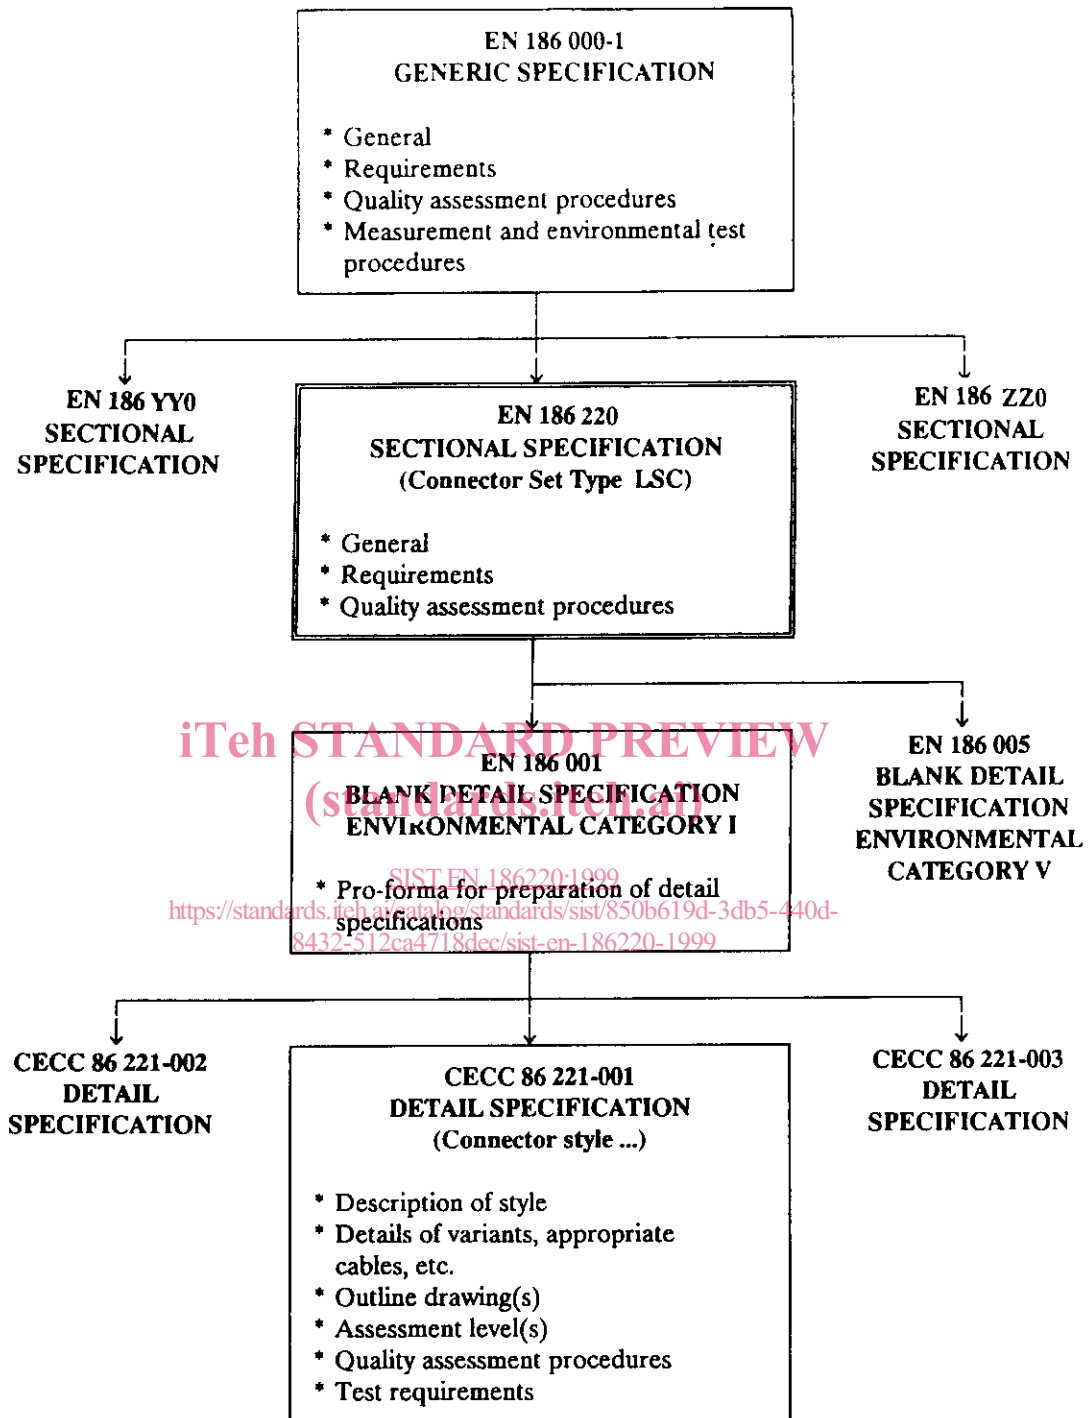 EN 186 000-1
GENERIC SPECIFICATION
* General
* Requirements
* Quality assessment procedures
* Measurement and environmental test
procedures
EN 186 YY0
SECTIONAL
SPECIFICATION
EN 186 220
SECTIONAL SPECIFICATION
(Connector Set Type LSC)
* General
* Requirements
* Quality assessment procedures
EN 186 ZZ0
SECTIONAL
SPECIFICATION
iTeh STANDARD PREVIEW
(standards.iteh.ai)
EN 186 001
BLANK DETAIL SPECIFICATION
ENVIRONMENTAL CATEGORY I
* Pro-forma for preparation of detail
specifications
SIST EN 186220:1999
https://standards.iteh.ai/catalog/standards/sist/850b619d-3db5-440d-
8432-512ca4718dec/sist-en-186220-1999
EN 186 005
BLANK DETAIL
SPECIFICATION
ENVIRONMENTAL
CATEGORY V
CECC 86 221-002
DETAIL
SPECIFICATION
CECC 86 221-001
DETAIL SPECIFICATION
(Connector style ...)
* Description of style
* Details of variants, appropriate
cables, etc.
* Outline drawing(s)
* Assessment level(s)
* Quality assessment procedures
* Test requirements
CECC 86 221-003
DETAIL
SPECIFICATION